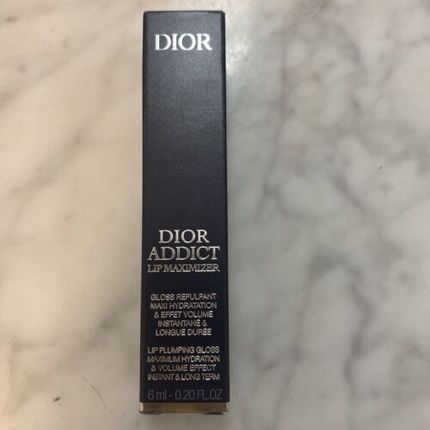 DIOR
DIOR
ADDICT
LIP MAXIMIZER
GLOSS REPULPANT
MAXI HYDRATATION
& EFFET VOLUME
INSTANTANÉ &
LONGUE DURÉE
LIP PLUMPING GLOSS
MAXIMUM HYDRATION
& VOLUME EFFECT
INSTANT & LONG TERM
6 ml - 0.20 FL.OZ